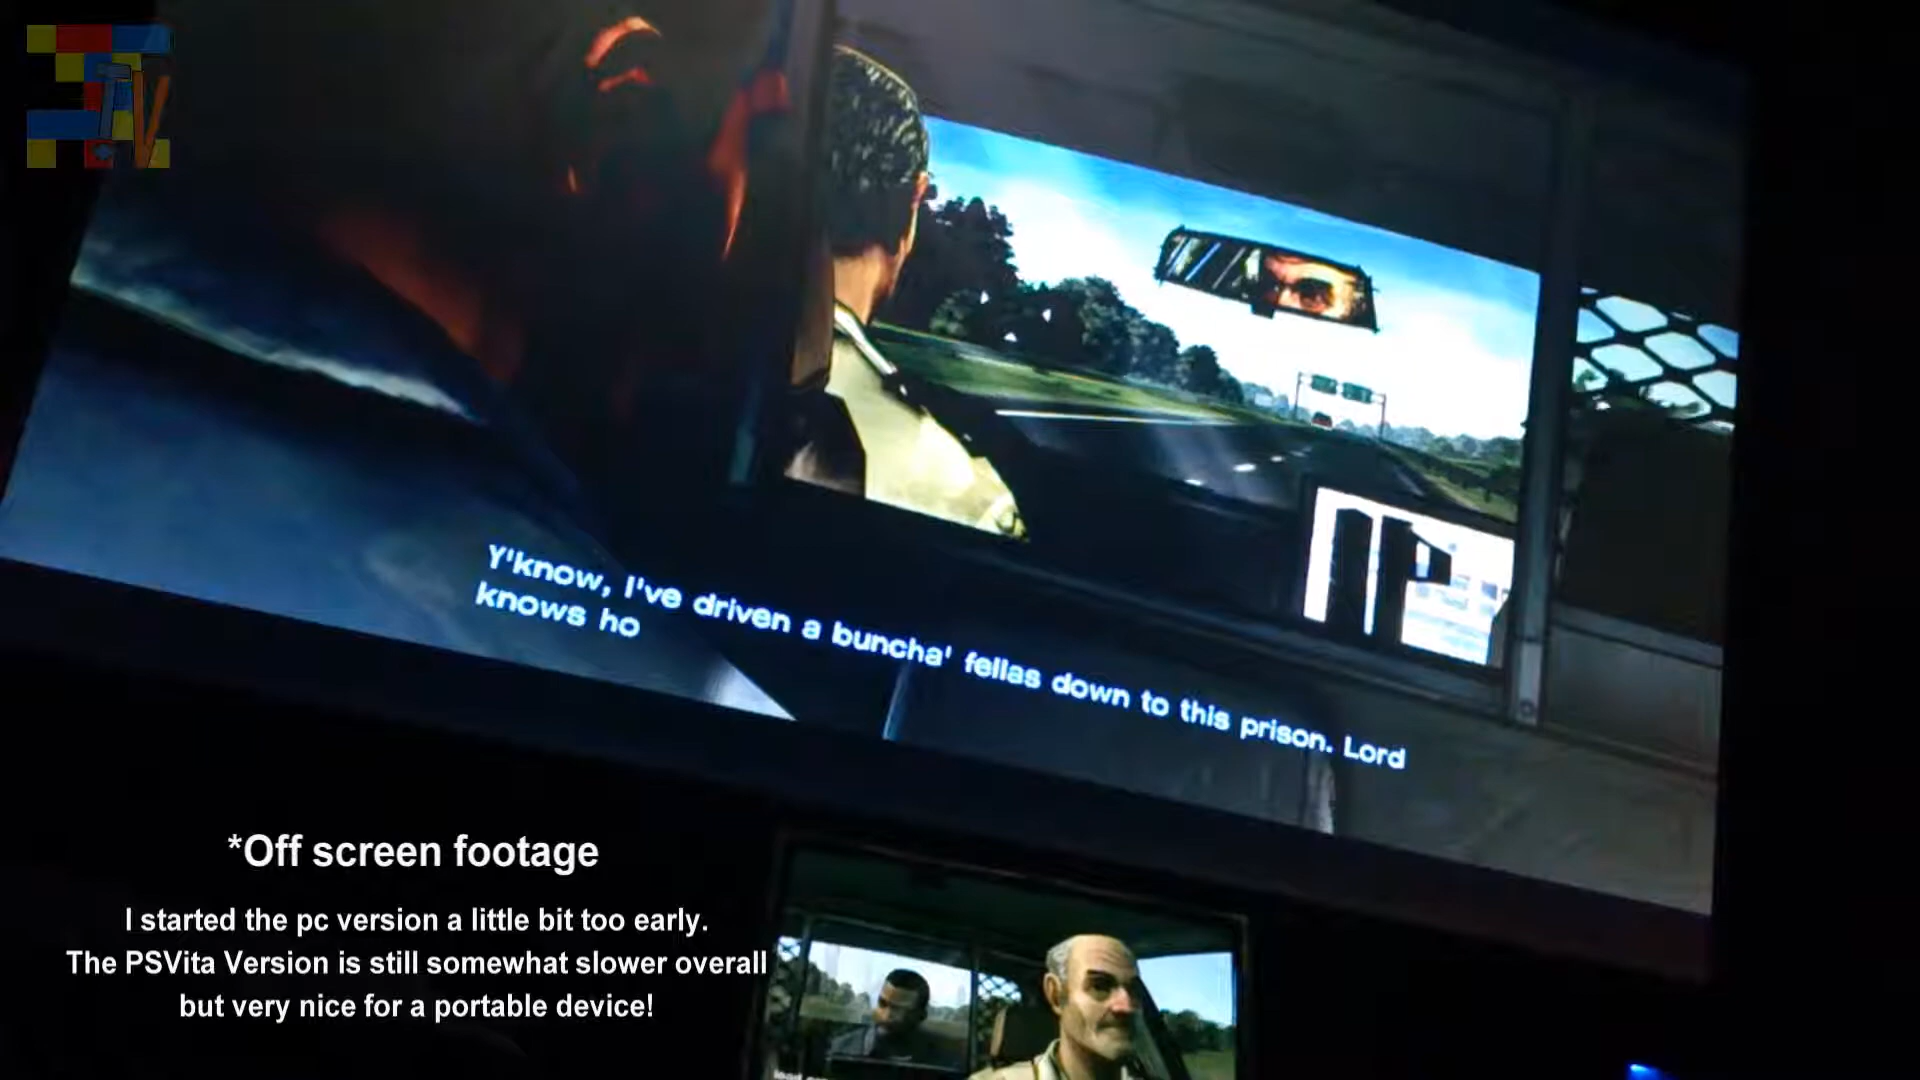 Y'know, I've driven a buncha' fellas down to this prison. Lord
knows ho
*Off screen footage
I started the pc version a little bit too early.
The PSVita Version is still somewhat slower overall
but very nice for a portable device!